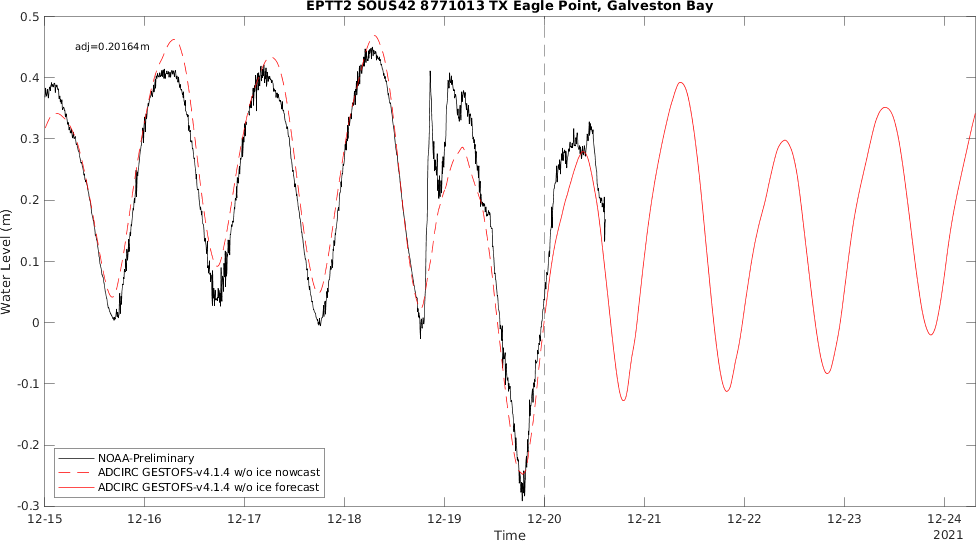 EPTT2 SOUS42 8771013 TX Eagle Point, Galveston Bay
adj=0.20164m
0.5
0.4
0.3
0.2
0.1
0
-0.1
-0.2
-0.3
Water Level (m)
NOAA-Preliminary
ADCIRC GESTOFS-v4.1.4 w/o ice nowcast
ADCIRC GESTOFS-v4.1.4 w/o ice forecast
12-15 12-16 12-17 12-18 12-19 12-20 12-21 12-22 12-23 12-24
2021
Time